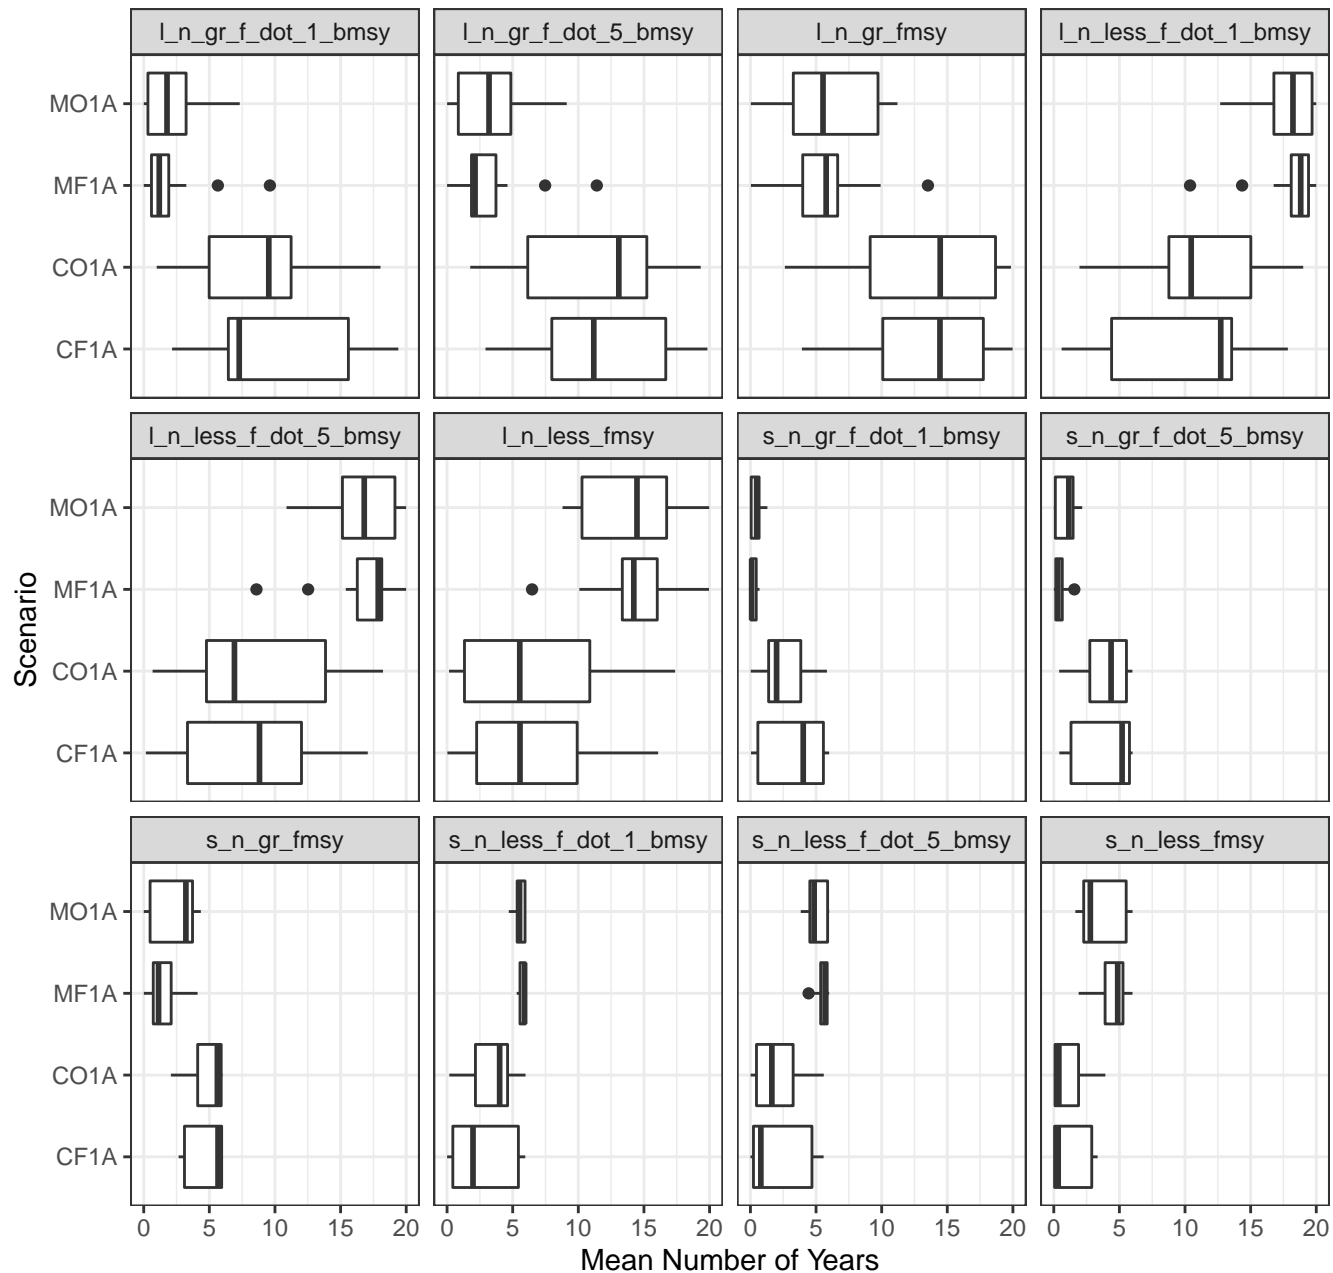 l_n_gr_f_dot_1_bmsy
l_n_gr_f_dot_5_bmsy
l_n_gr_fmsy
l_n_less_f_dot_1_bmsy
MO1A
MF1A
CO1A
CF1A
l_n_less_f_dot_5_bmsy
l_n_less_fmsy
s_n_gr_f_dot_1_bmsy
s_n_gr_f_dot_5_bmsy
MO1A
MF1A
CO1A
CF1A
Scenario
s_n_gr_fmsy
s_n_less_f_dot_1_bmsy
s_n_less_f_dot_5_bmsy
s_n_less_fmsy
MO1A
MF1A
CO1A
CF1A
0 5 10 15 20
0 5 10 15 20
0 5 10 15 20
0 5 10 15 20
Mean Number of Years